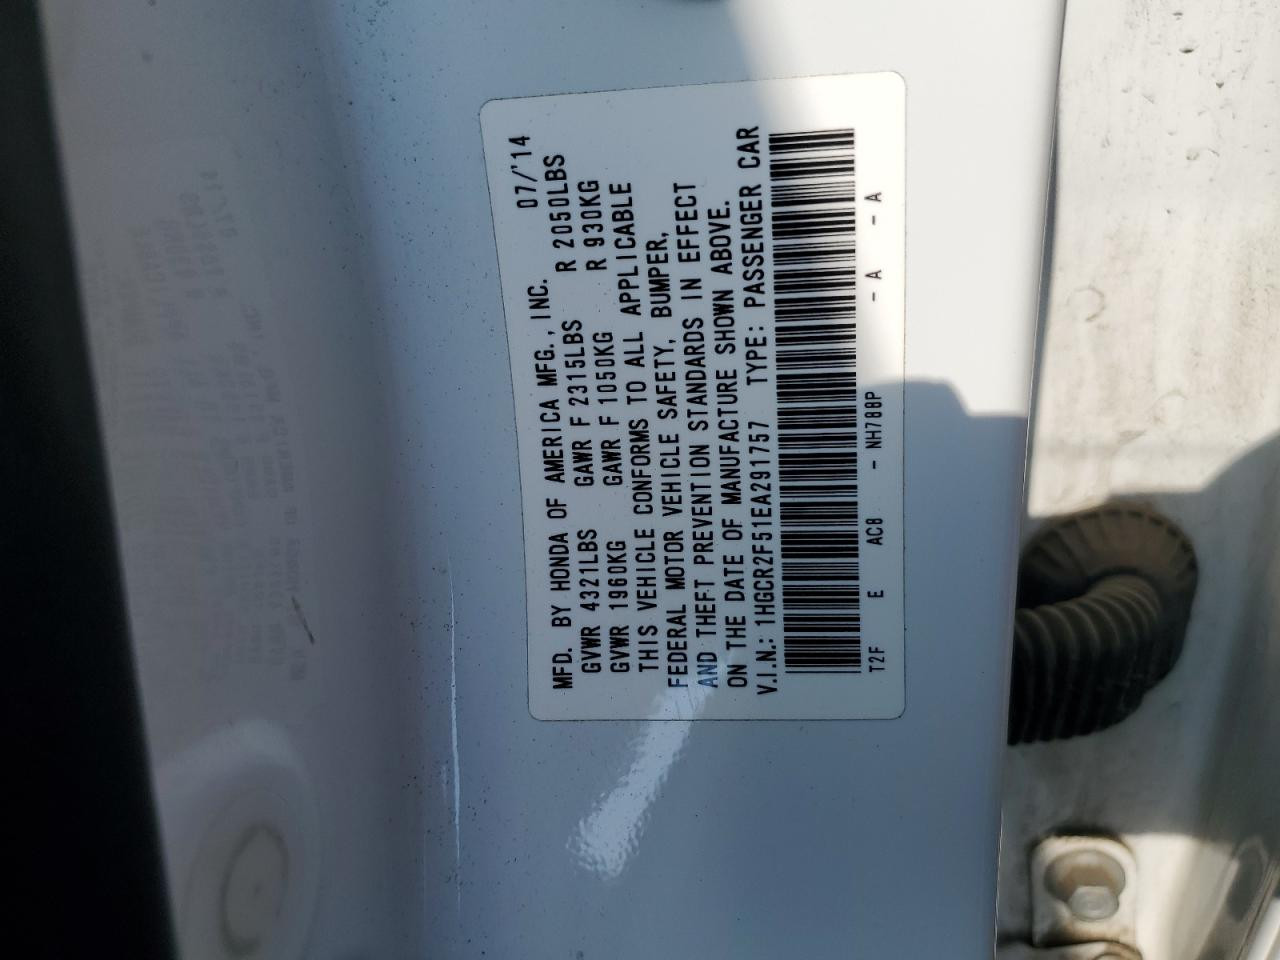 MFD. BY HONDA OF AMERICA MFG., INC. 07/'14
GVWR 4321LBS GAWR F 2315LBS R 2050LBS
GVWR 1960KG GAWR F 1050KG R 930KG
THIS VEHICLE CONFORMS TO ALL APPLICABLE
FEDERAL MOTOR VEHICLE SAFETY, BUMPER,
AND THEFT PREVENTION STANDARDS IN EFFECT
ON THE DATE OF MANUFACTURE SHOWN ABOVE.
V.I.N.: 1HGCR2F51EA291757 TYPE: PASSENGER CAR
T2F E AC8 - NH788P - A - A